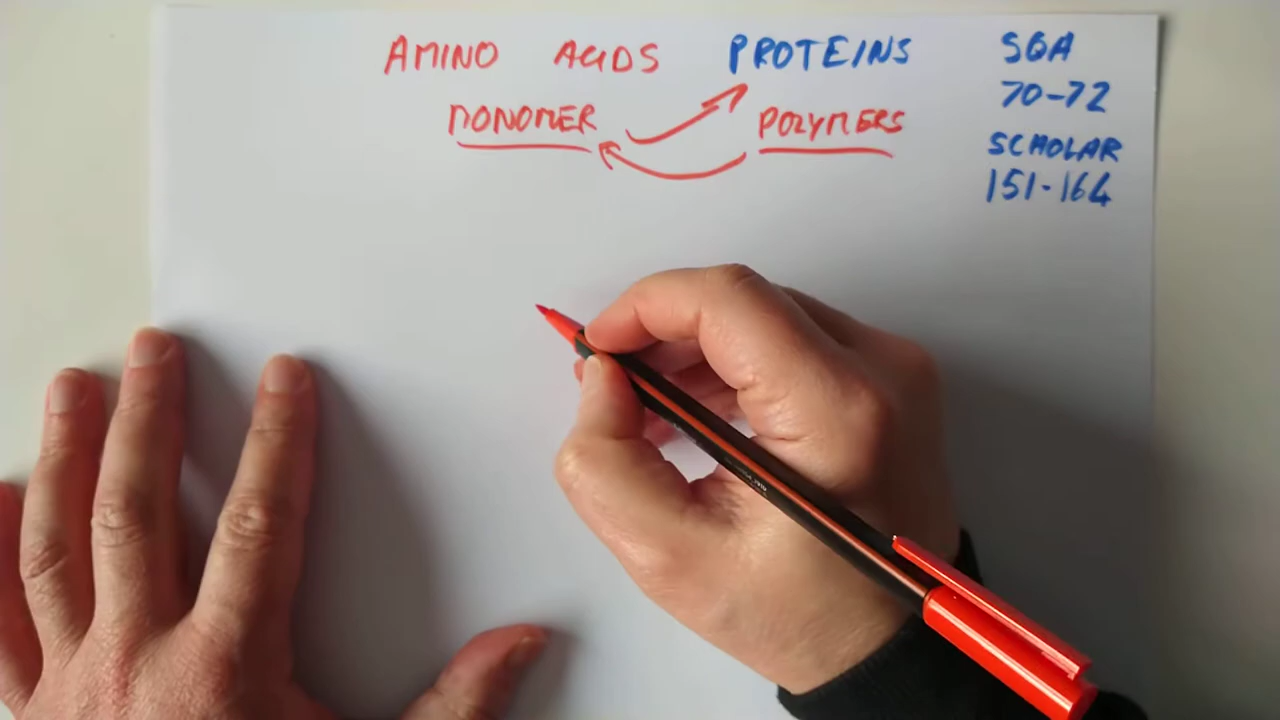 AMINO ACIDS PROTEINS
MONOMER POLYMERS
SQA
70-72
SCHOLAR
151-164